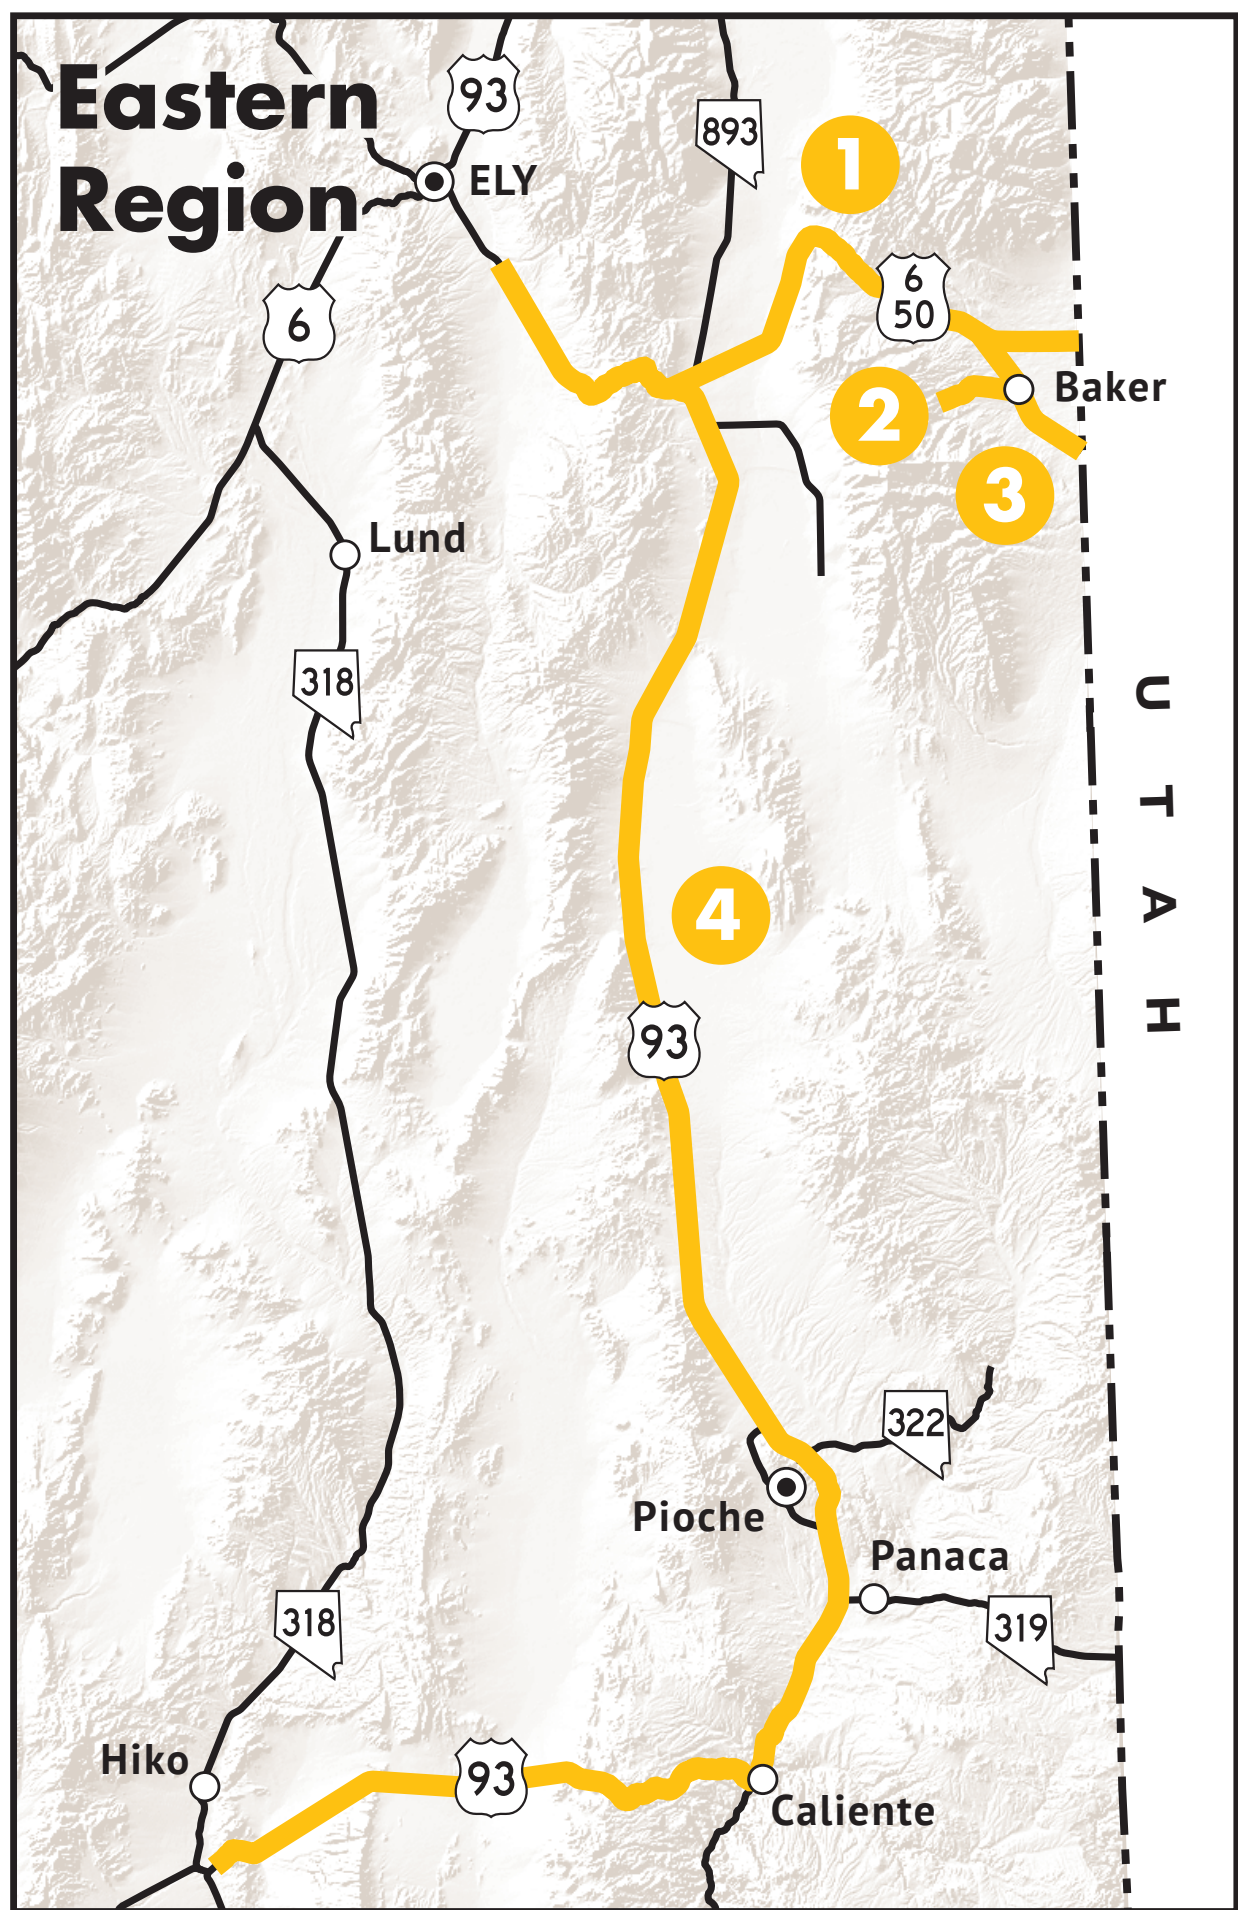 Eastern
Region
93
893
1
ELY
6
50
6
Baker
2
3
Lund
318
UTAH
4
93
322
Pioche
Panaca
318
319
Hiko
93
Caliente